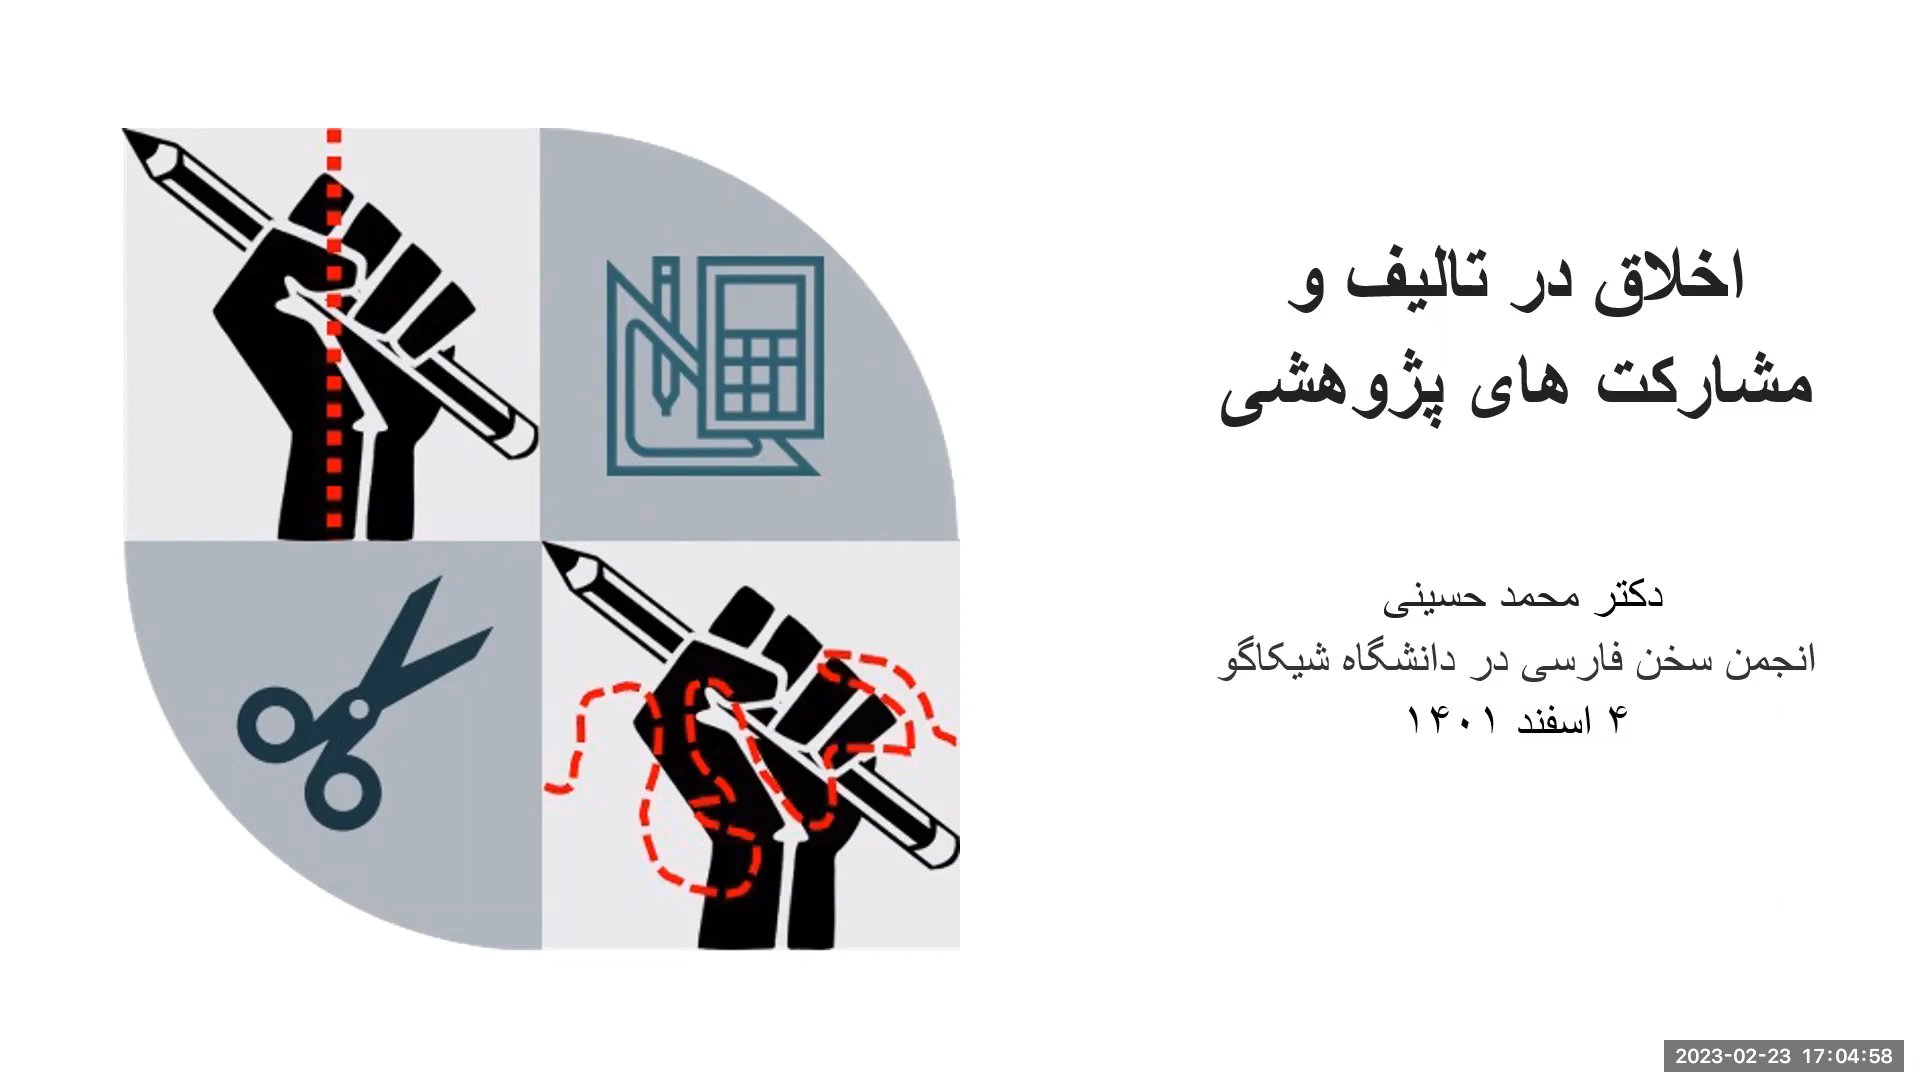 اخلاق در تالیف و
مشارکت های پژوهشی
دکتر محمد حسینی
انجمن سخن فارسی در دانشگاه شیکاگو
۴ اسفند ۱۴۰۱
2023-02-23 17:04:58